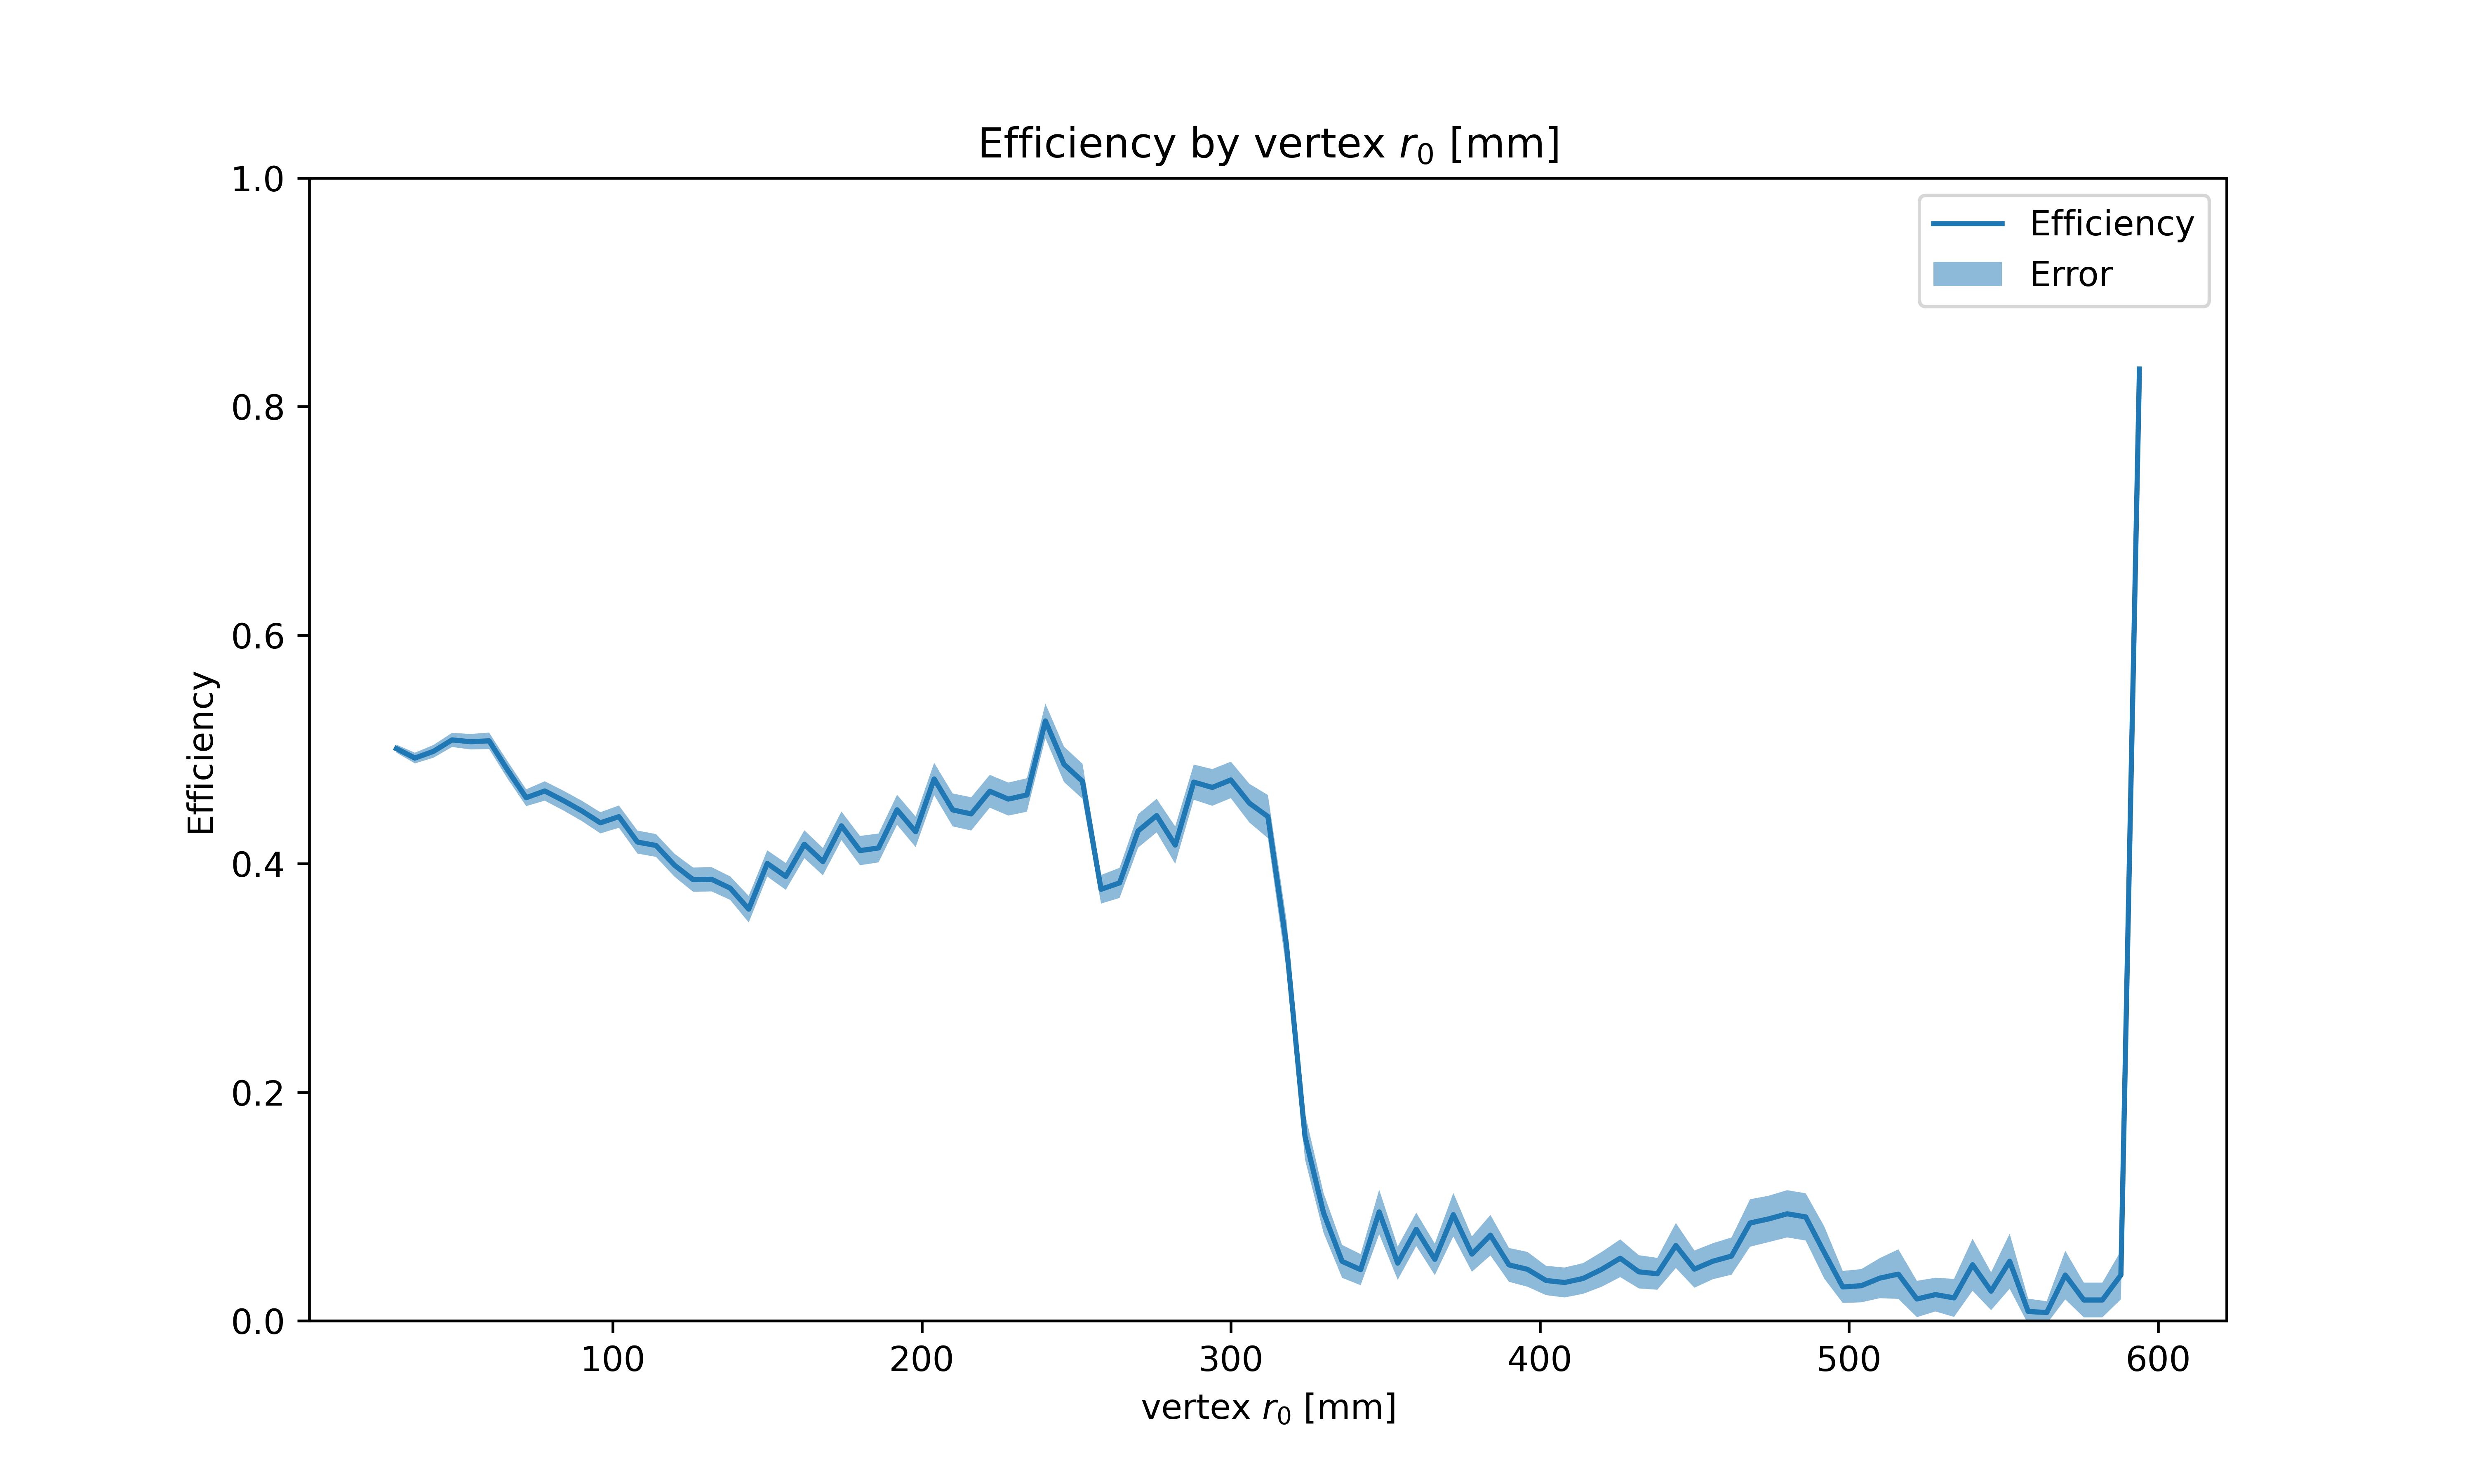 Efficiency by vertex r₀ [mm]
1.0
0.8
0.6
0.4
0.2
0.0
Efficiency
Efficiency
Error
100 200 300 400 500 600
vertex r₀ [mm]